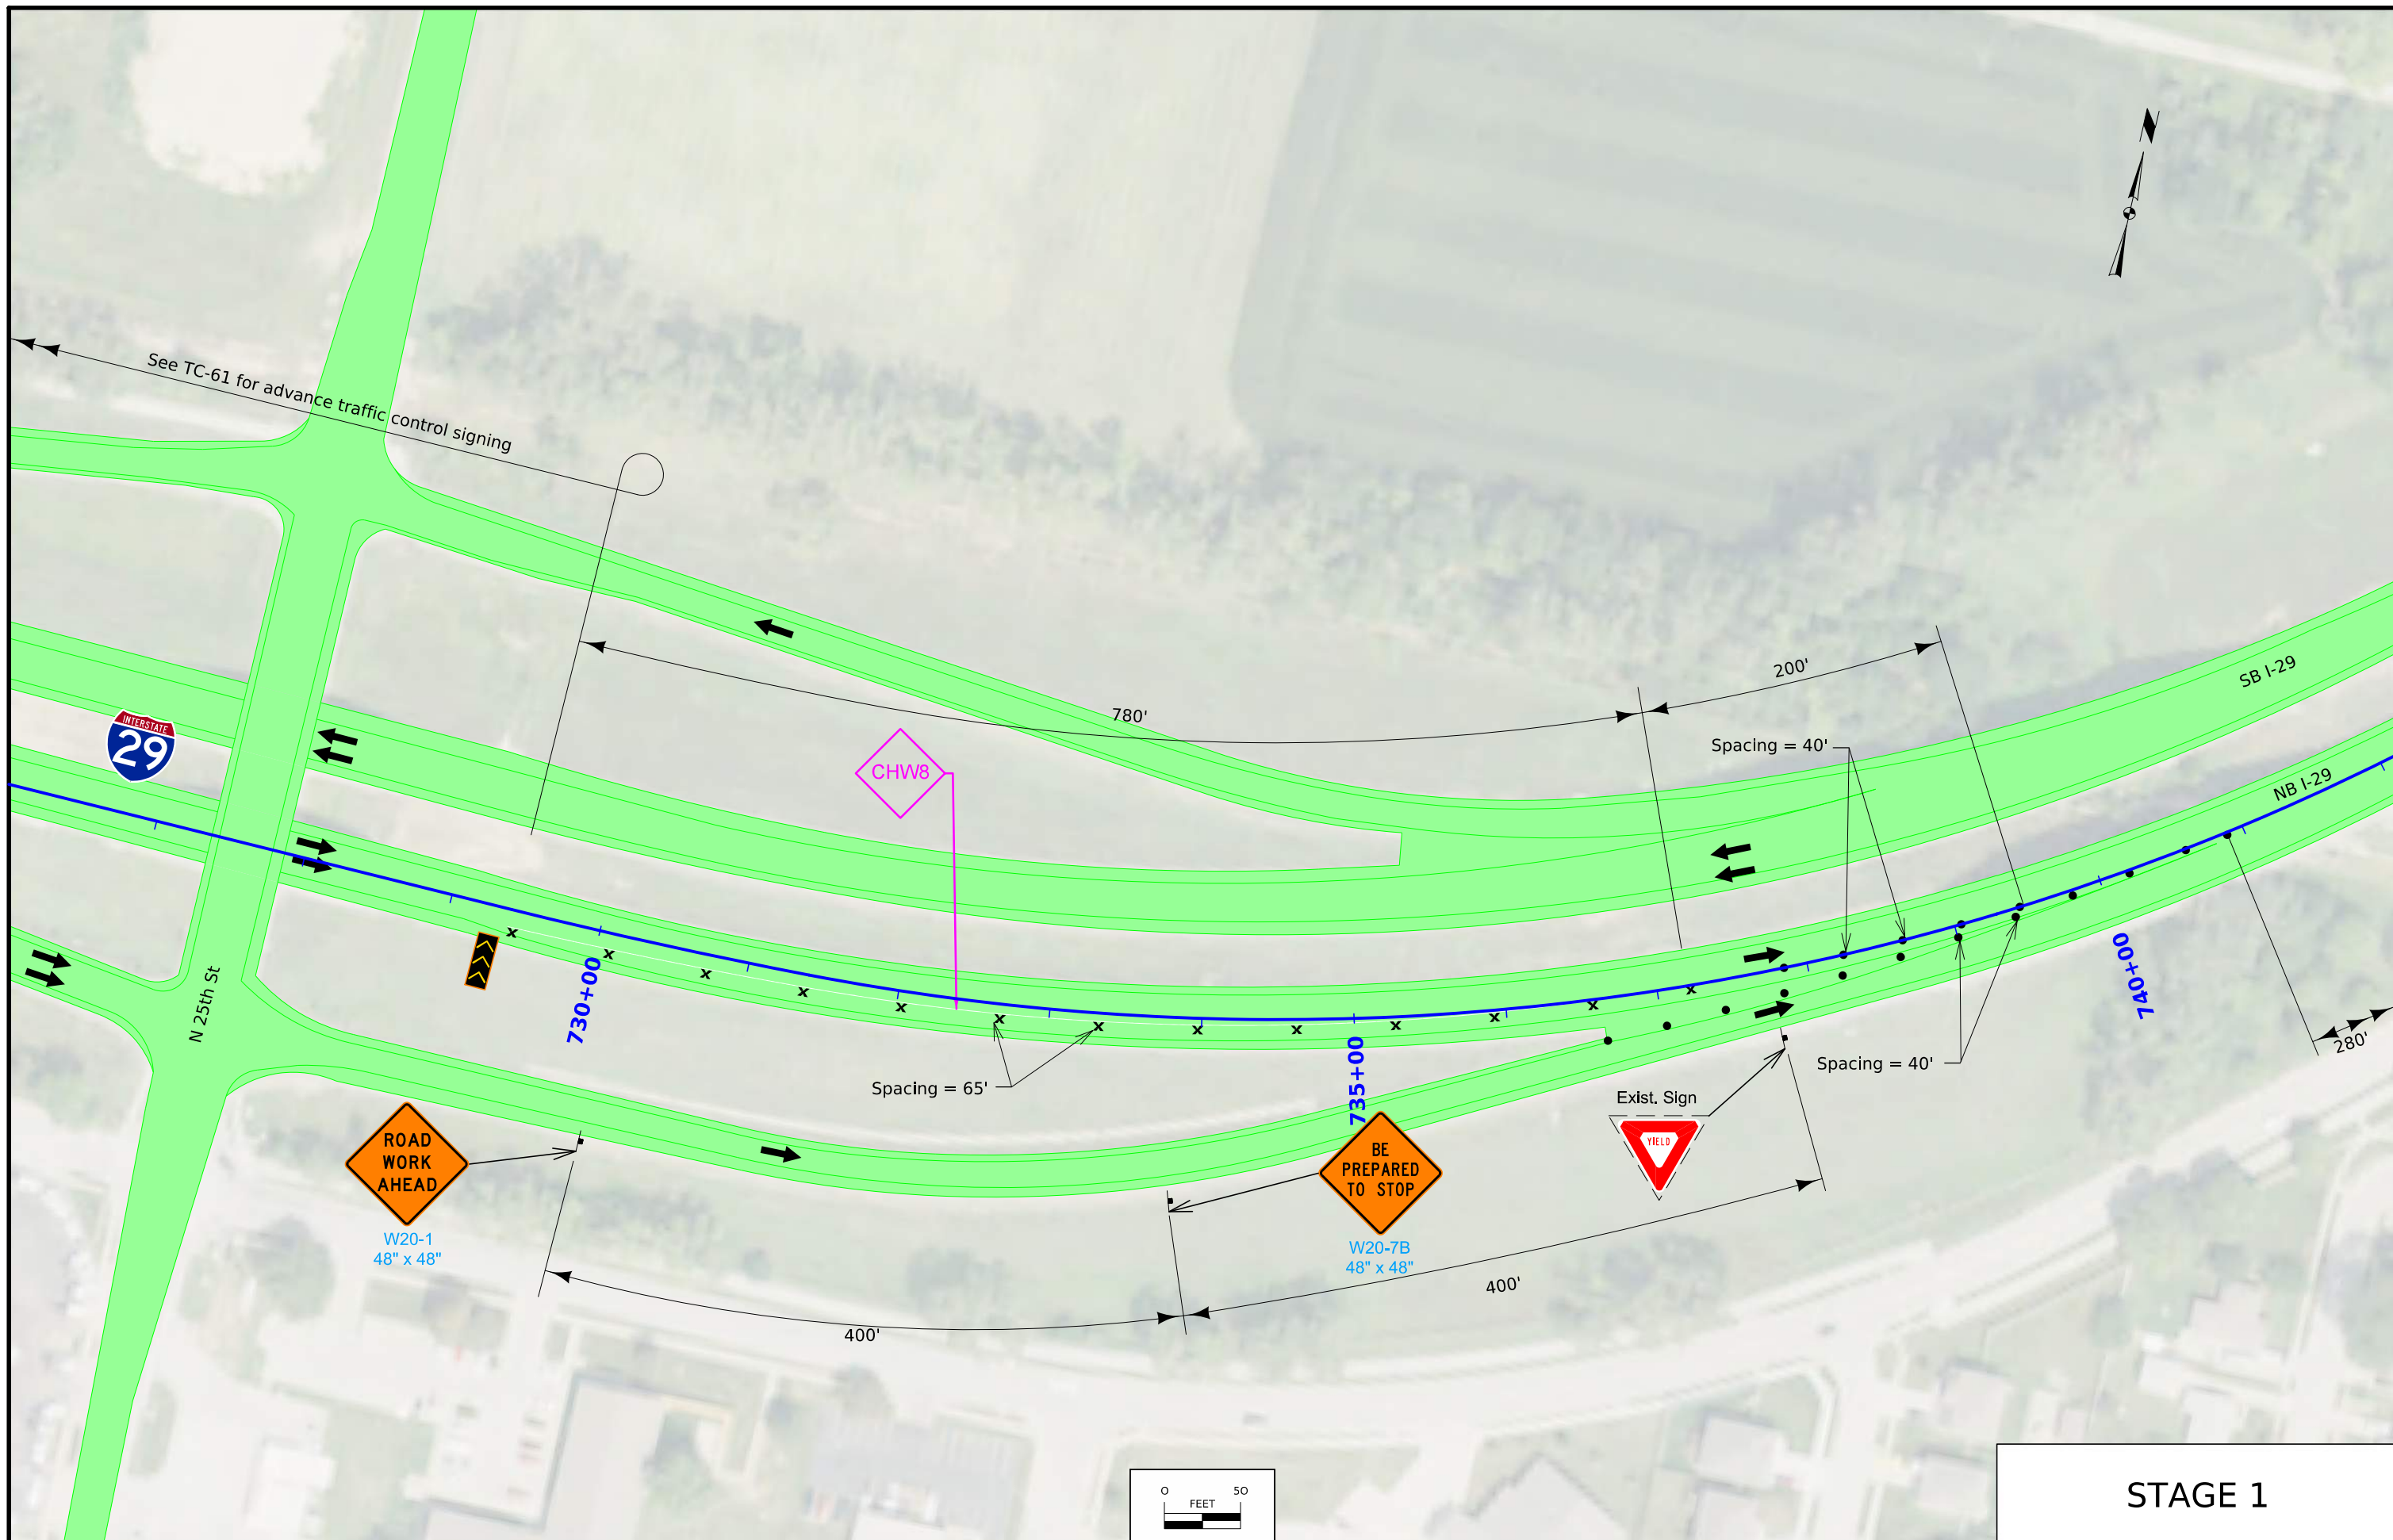 See TC-61 for advance traffic control signing
SB I-29
200'
780'
INTERSTATE
29
Spacing = 40'
CHW8
NB I-29
N 25th St
730+00
740+00
280'
735+00
Spacing = 40'
Spacing = 65'
Exist. Sign
YIELD
ROAD
WORK
AHEAD
W20-1
48" x 48"
BE
PREPARED
TO STOP
W20-7B
48" x 48"
400'
400'
0 50
FEET
STAGE 1
N